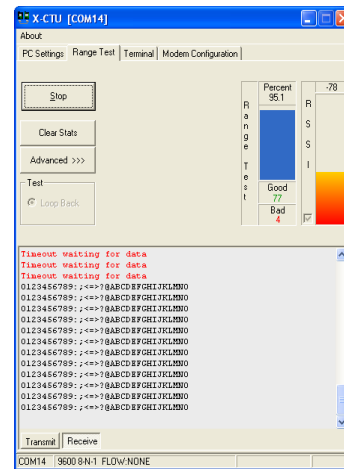 X-CTU [COM14]
About
PC Settings Range Test Terminal Modem Configuration
Stop
Clear Stats
Advanced >>>
Test
Loop Back
Range Test
Percent
95.1
Good
77
Bad
4
RSSI
-78
Timeout waiting for data
Timeout waiting for data
Timeout waiting for data
0123456789:;<=>?@ABCDEFGHIJKLMNO
0123456789:;<=>?@ABCDEFGHIJKLMNO
0123456789:;<=>?@ABCDEFGHIJKLMNO
0123456789:;<=>?@ABCDEFGHIJKLMNO
0123456789:;<=>?@ABCDEFGHIJKLMNO
0123456789:;<=>?@ABCDEFGHIJKLMNO
0123456789:;<=>?@ABCDEFGHIJKLMNO
0123456789:;<=>?@ABCDEFGHIJKLMNO
0123456789:;<=>?@ABCDEFGHIJKLMNO
0123456789:;<=>?@ABCDEFGHIJKLMNO
0123456789:;<=>?@ABCDEFGHIJKLMNO
0123456789:;<=>?@ABCDEFGHIJKLMNO
Transmit Receive
COM14 9600 8-N-1 FLOW:NONE